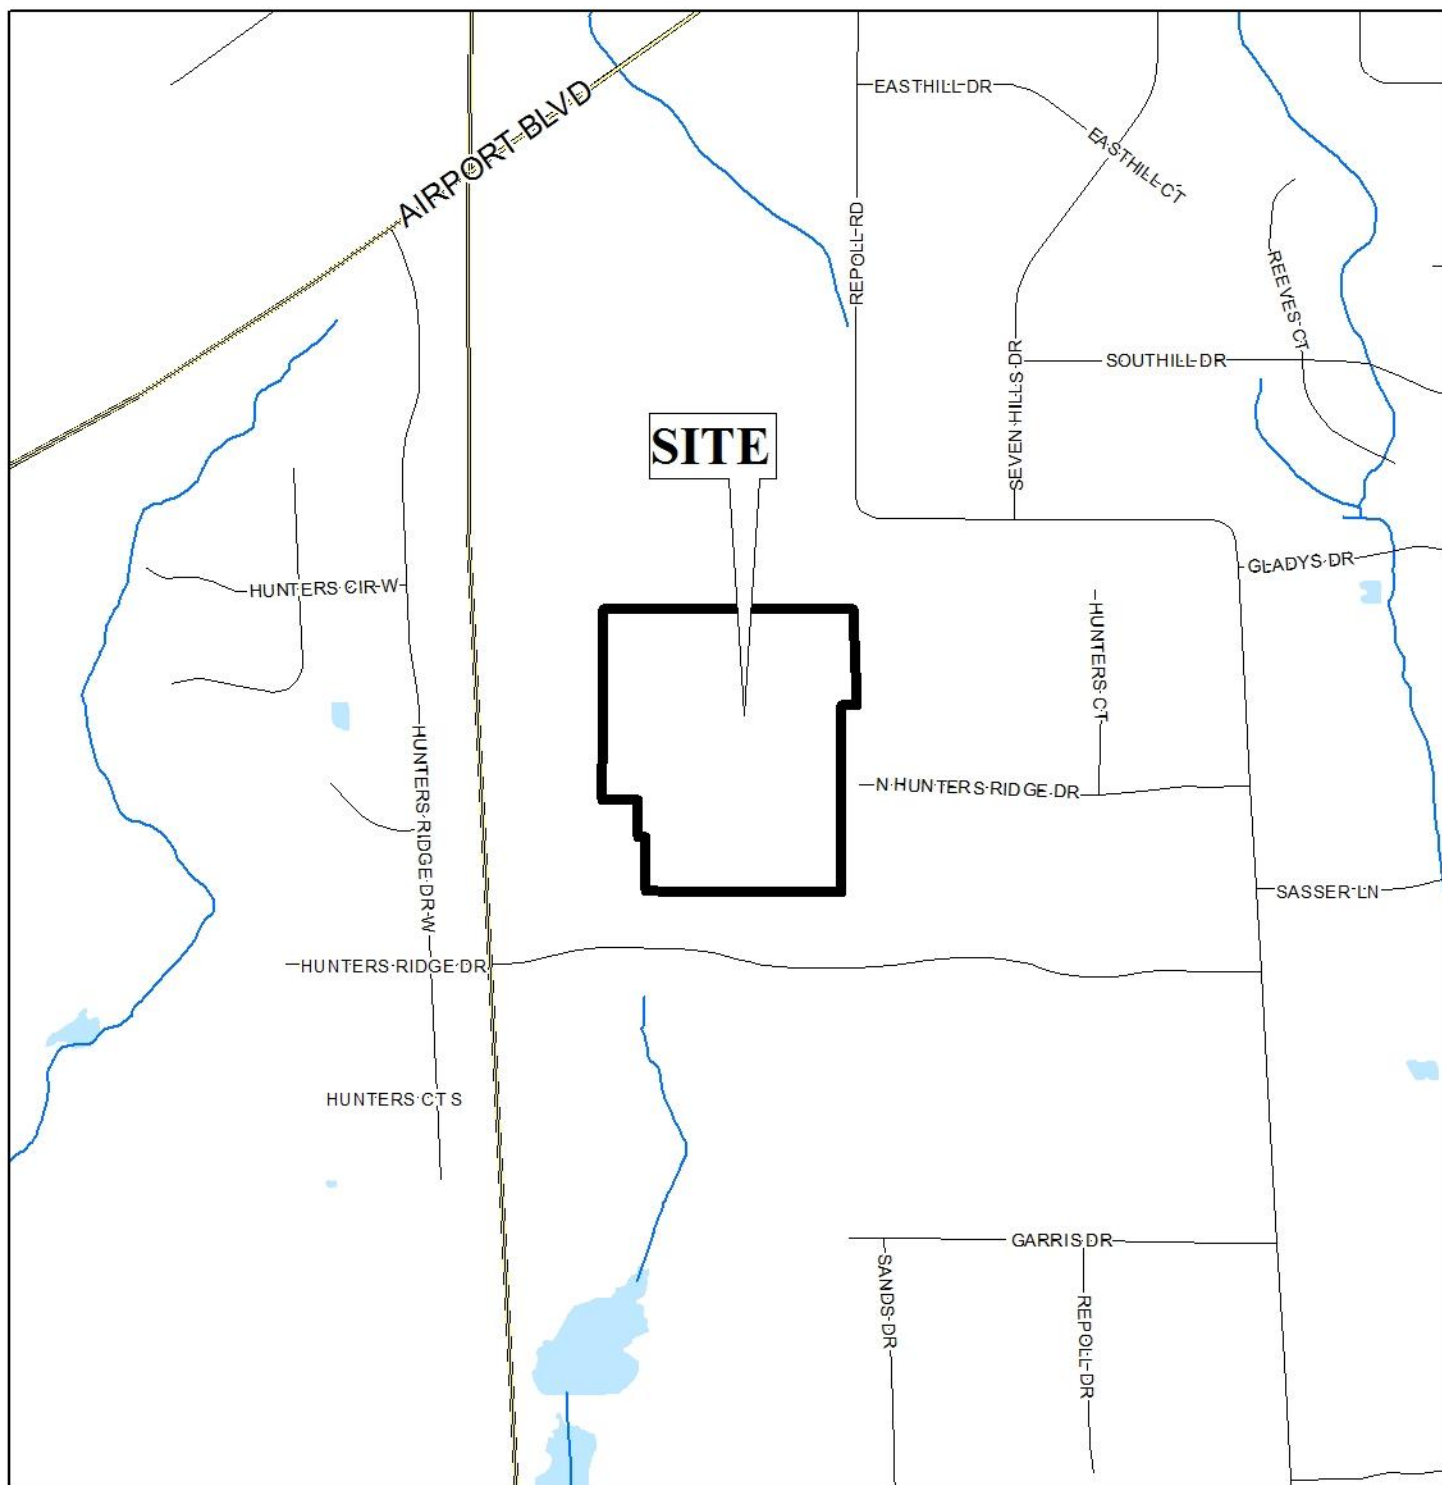 AIRPORT BLVD
EASTHILL DR
EASTHILL CT
REPOLL RD
REEVES CT
SEVEN HILLS DR
SOUTHILL DR
SITE
GLADYS DR
HUNTERS CIR W
HUNTERS CT
HUNTERS RIDGE DR W
N HUNTERS RIDGE DR
SASSER LN
HUNTERS RIDGE DR
HUNTERS CT S
GARRIS DR
SANDS DR
REPOLL DR